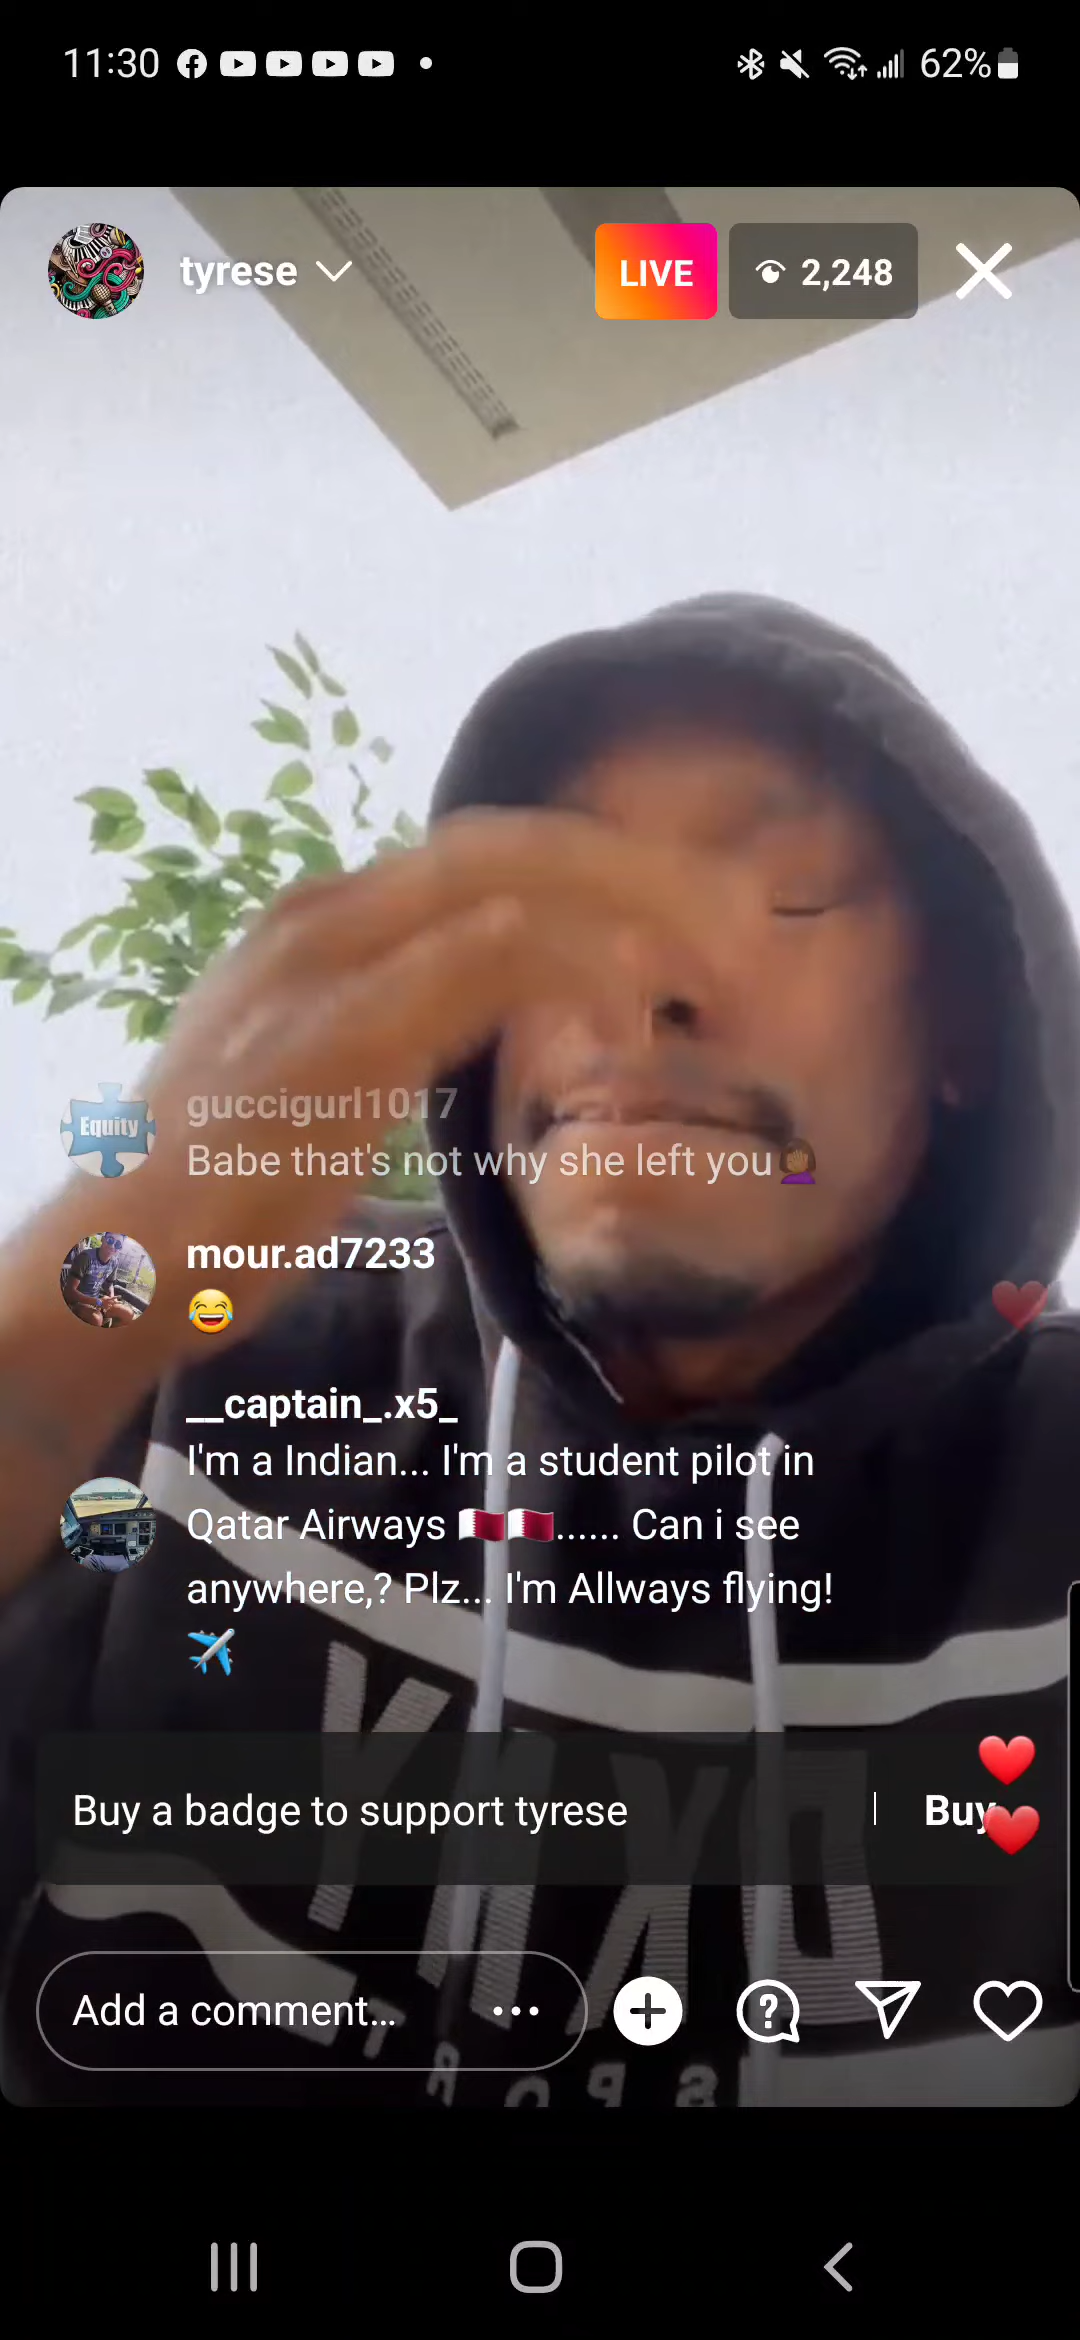 11:30
62%
tyrese
LIVE
2,248
Equity
guccigurl1017
Babe that's not why she left you🤦🏾‍♀️
mour.ad7233
😂
__captain_.x5_
I'm a Indian... I'm a student pilot in
Qatar Airways 🇶🇦🇶🇦...... Can i see
anywhere,? Plz... I'm Allways flying!
✈️
Buy a badge to support tyrese
Buy
Add a comment...